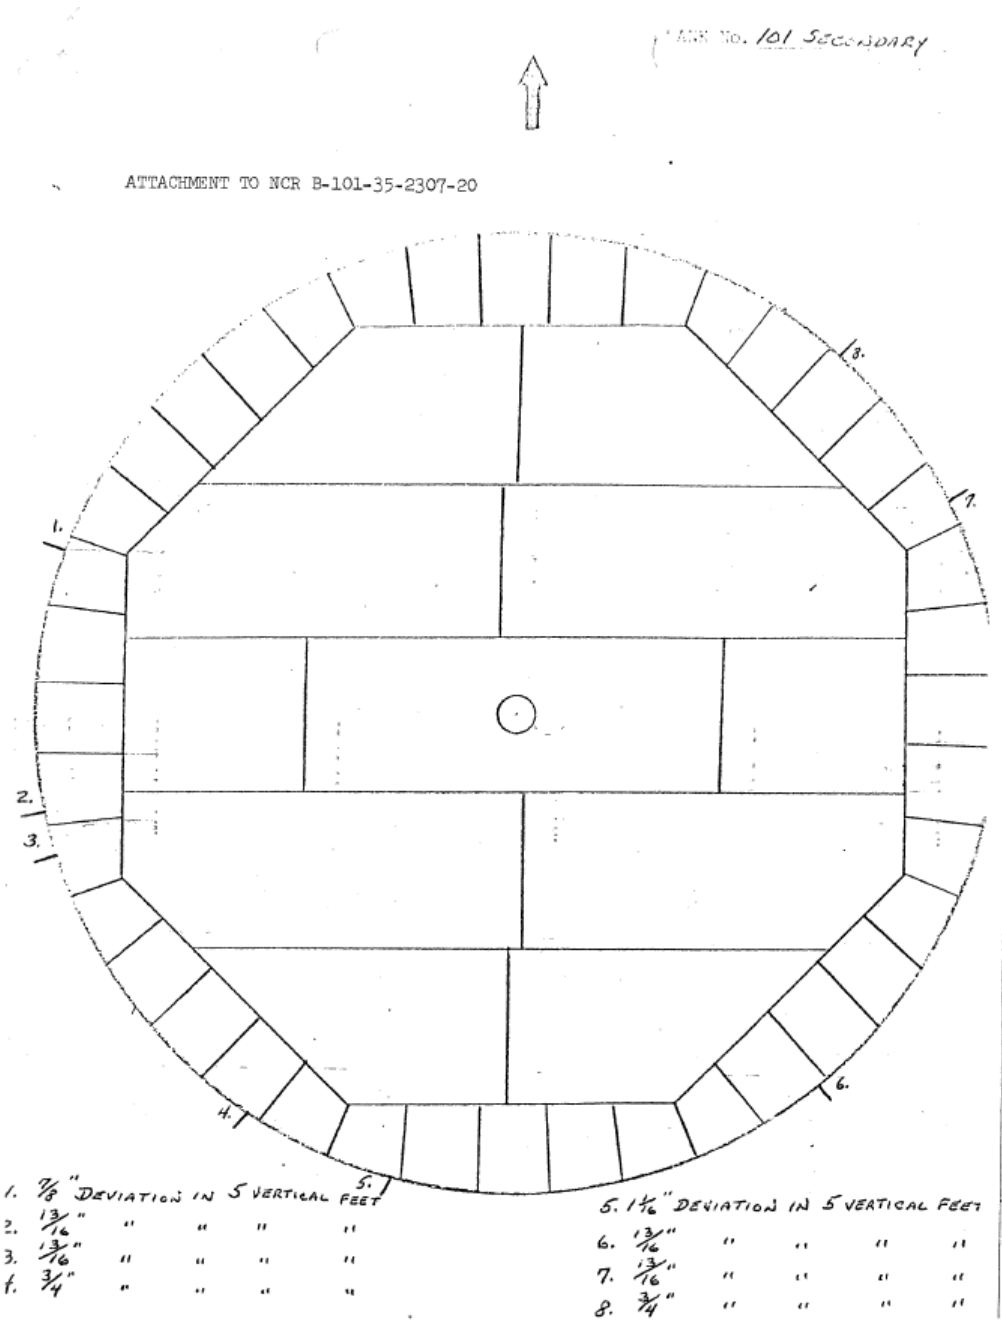 TANK No. 101 SECONDARY
ATTACHMENT TO NCR B-101-35-2307-20
8.
7.
1.
2.
3.
6.
4.
5.
1. 7/8" DEVIATION IN 5 VERTICAL FEET
2. 13/16" " " " "
3. 13/16" " " " "
4. 3/4" " " " "
5. 1 1/16" DEVIATION IN 5 VERTICAL FEET
6. 13/16" " " " "
7. 13/16" " " " "
8. 3/4" " " " "